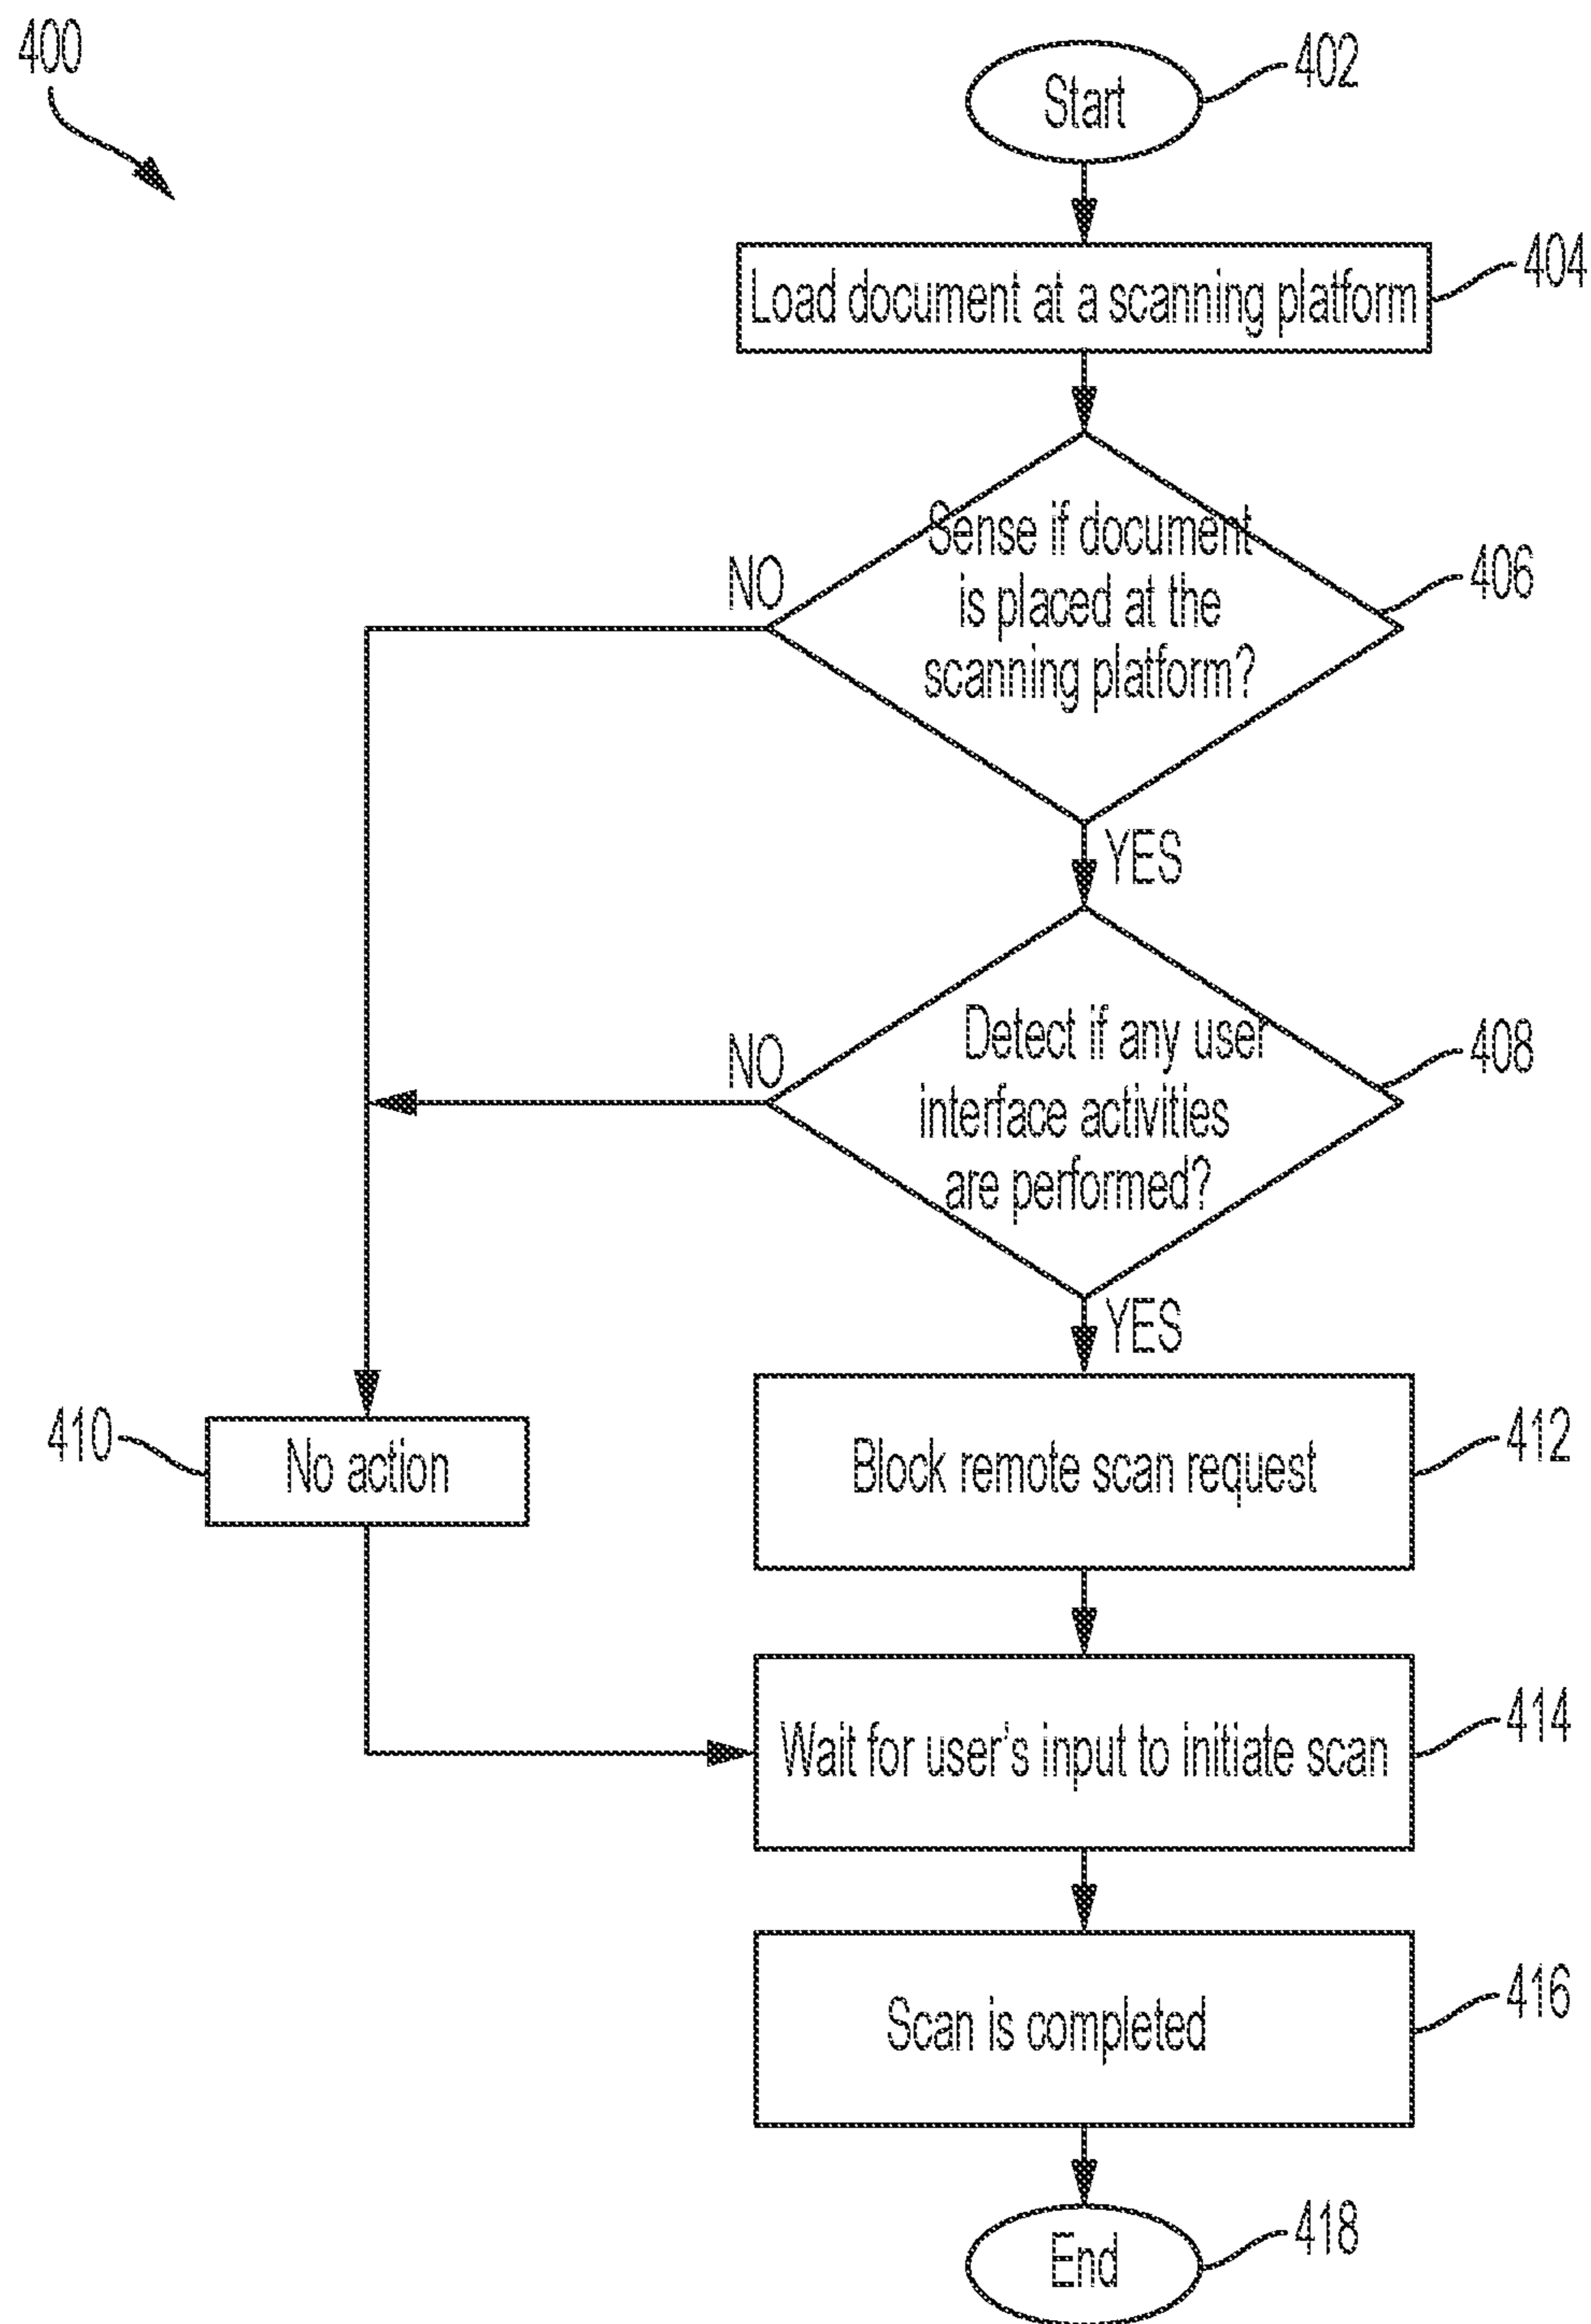 400
Start
402
Load document at a scanning platform
404
Sense if document
is placed at the
scanning platform?
406
NO
YES
Detect if any user
interface activities
are performed?
408
NO
YES
410
No action
Block remote scan request
412
Wait for user's input to initiate scan
414
Scan is completed
416
End
418